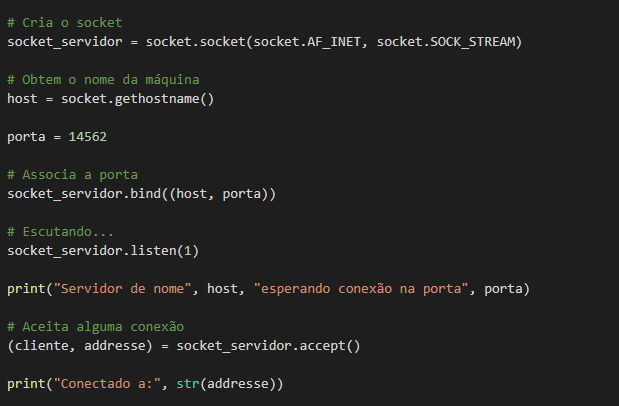 # Cria o socket
socket_servidor = socket.socket(socket.AF_INET, socket.SOCK_STREAM)
# Obtem o nome da máquina
host = socket.gethostname()
porta = 14562
# Associa a porta
socket_servidor.bind((host, porta))
# Escutando...
socket_servidor.listen(1)
print("Servidor de nome", host, "esperando conexão na porta", porta)
# Aceita alguma conexão
(cliente, addresse) = socket_servidor.accept()
print("Conectado a:", str(addresse))